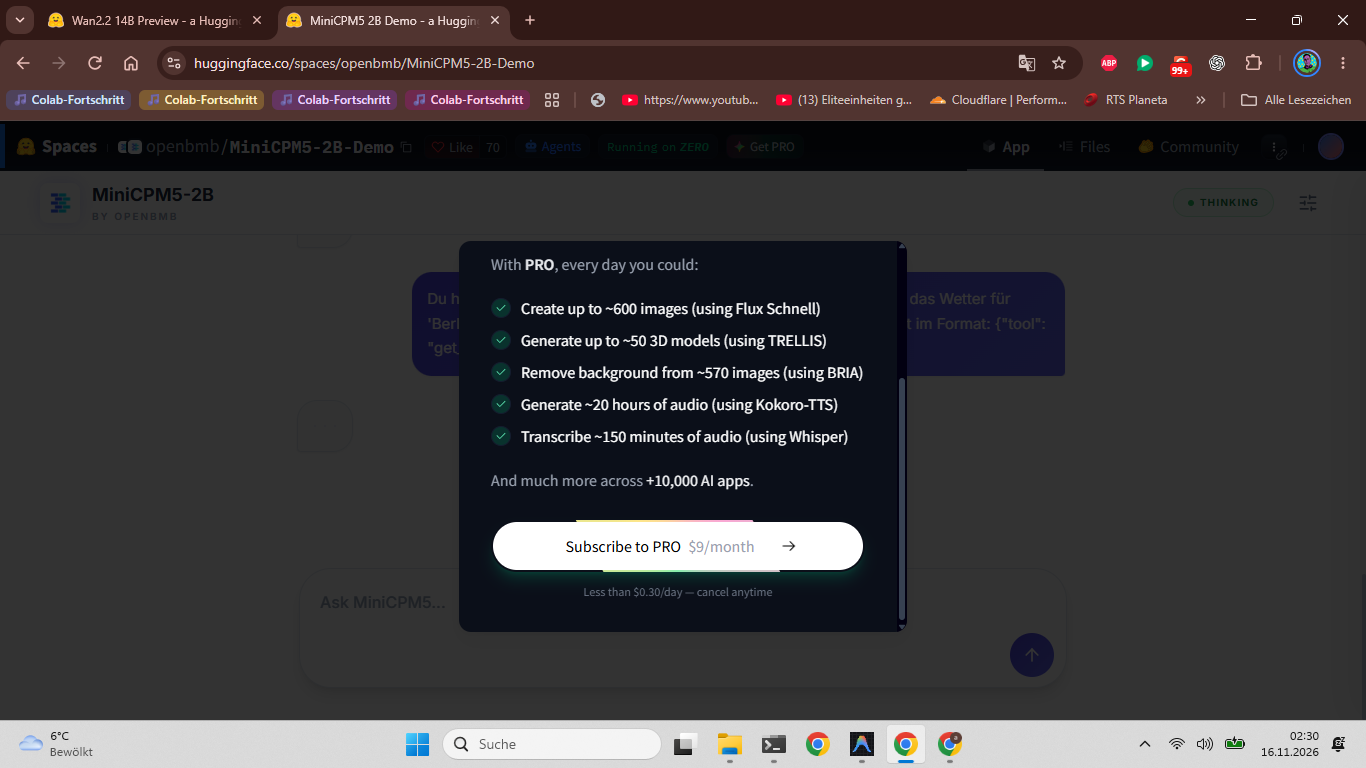 Wan2.2 14B Preview - a Hugging
MiniCPM5 2B Demo - a Hugging
huggingface.co/spaces/openbmb/MiniCPM5-2B-Demo
ABP
99+
Colab-Fortschritt
Colab-Fortschritt
Colab-Fortschritt
Colab-Fortschritt
https://www.youtub...
(13) Eliteeinheiten g...
Cloudflare | Perform...
RTS Planeta
Alle Lesezeichen
Spaces
openbmb/MiniCPM5-2B-Demo
Like 70
Agents
Running on ZERO
Get PRO
App
Files
Community
MiniCPM5-2B
BY OPENBMB
THINKING
Du h
das Wetter für
'Berl
t im Format: {"tool":
"get_
With PRO, every day you could:
Create up to ~600 images (using Flux Schnell)
Generate up to ~50 3D models (using TRELLIS)
Remove background from ~570 images (using BRIA)
Generate ~20 hours of audio (using Kokoro-TTS)
Transcribe ~150 minutes of audio (using Whisper)
And much more across +10,000 AI apps.
Subscribe to PRO $9/month
Less than $0.30/day — cancel anytime
Ask MiniCPM5...
6°C
Bewölkt
Suche
02:30
16.11.2026